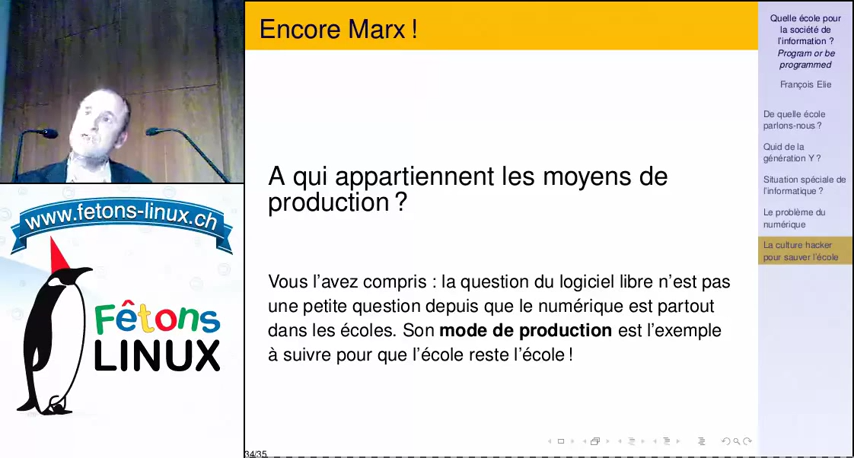 Encore Marx !
A qui appartiennent les moyens de
production ?
Vous l'avez compris : la question du logiciel libre n'est pas
une petite question depuis que le numérique est partout
dans les écoles. Son mode de production est l'exemple
à suivre pour que l'école reste l'école !
Quelle école pour
la société de
l'information ?
Program or be
programmed
François Elie
De quelle école
parlons-nous ?
Quid de la
génération Y ?
Situation spéciale de
l'informatique ?
Le problème du
numérique
La culture hacker
pour sauver l'école
www.fetons-linux.ch
Fêtons
LINUX
34/35